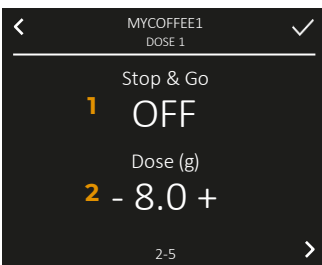 MYCOFFEE1
DOSE 1
Stop & Go
1 OFF
Dose (g)
2 - 8.0 +
2-5